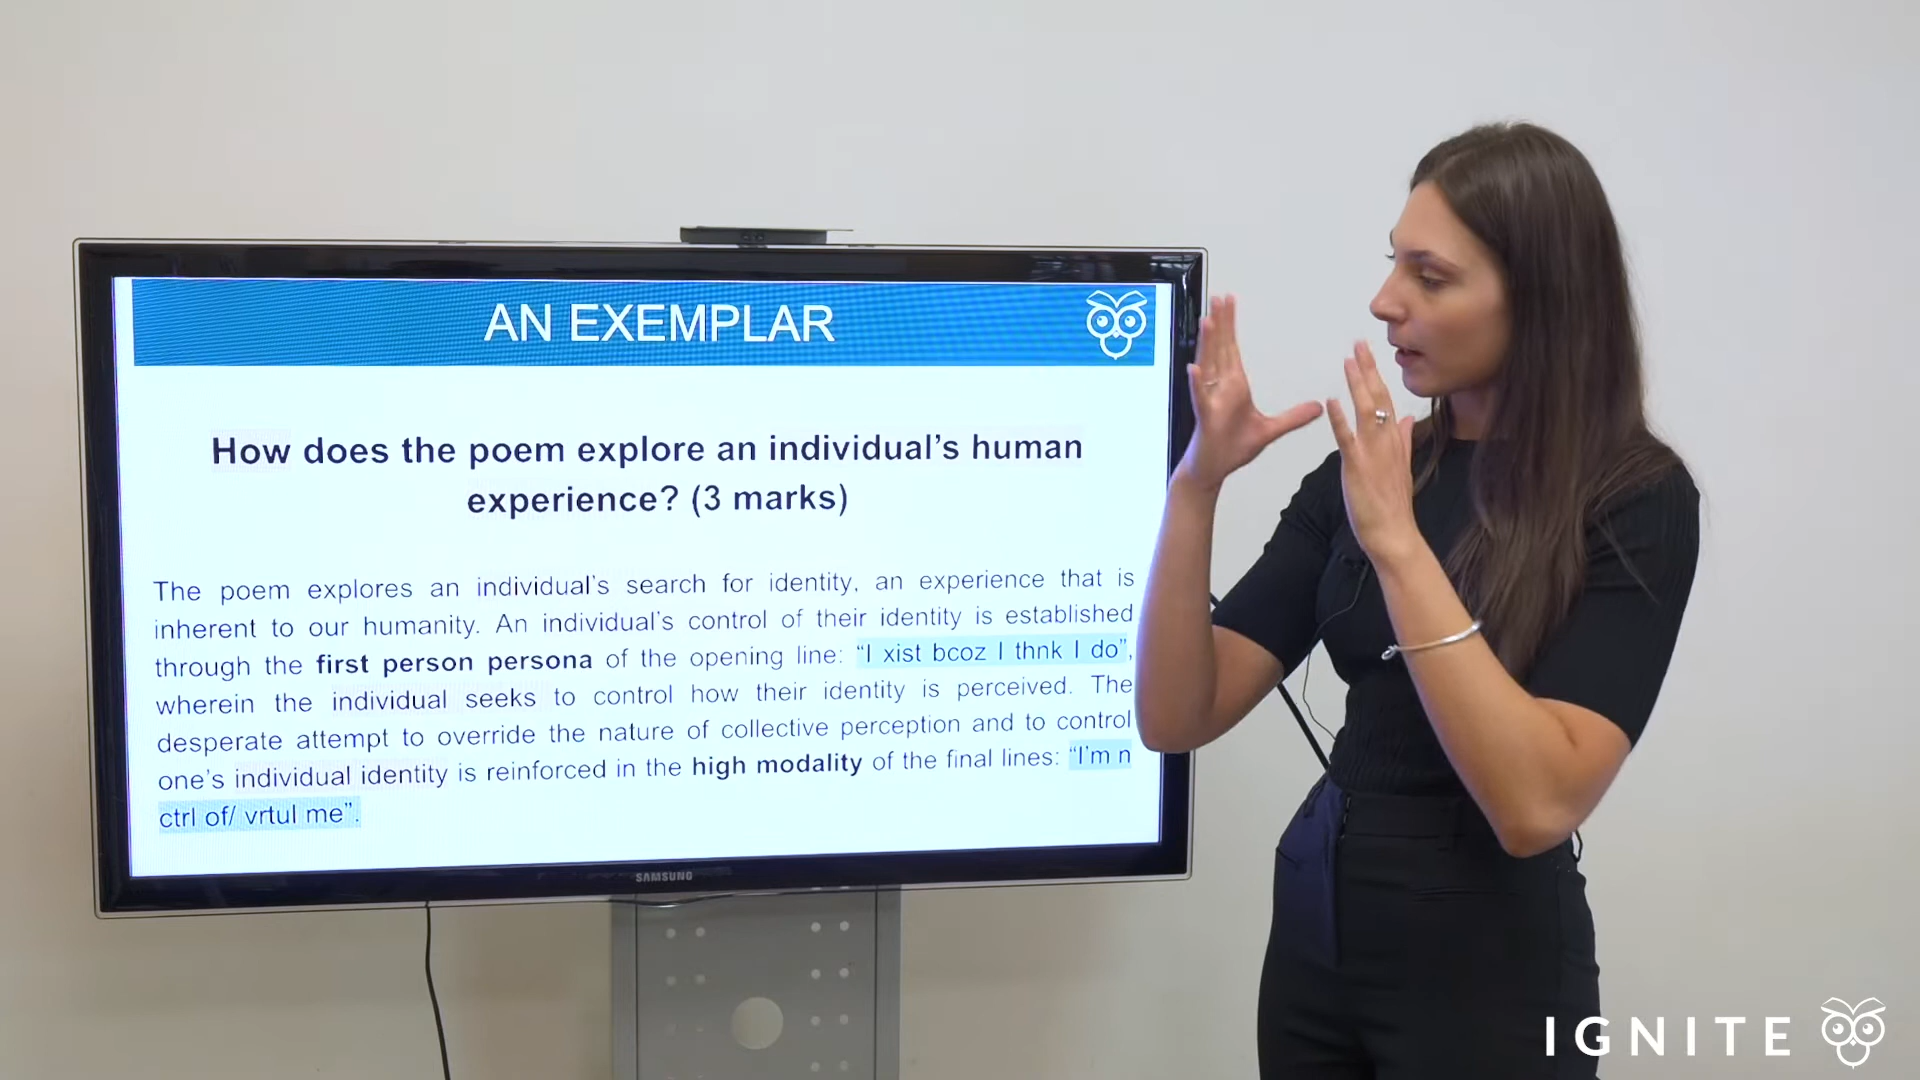 AN EXEMPLAR
How does the poem explore an individual’s human
experience? (3 marks)
The poem explores an individual’s search for identity, an experience that is
inherent to our humanity. An individual’s control of their identity is established
through the first person persona of the opening line: “I xist bcoz I thnk I do”,
wherein the individual seeks to control how their identity is perceived. The
desperate attempt to override the nature of collective perception and to control
one’s individual identity is reinforced in the high modality of the final lines: “I’m n
ctrl of/ vrtul me”.
SAMSUNG
IGNITE